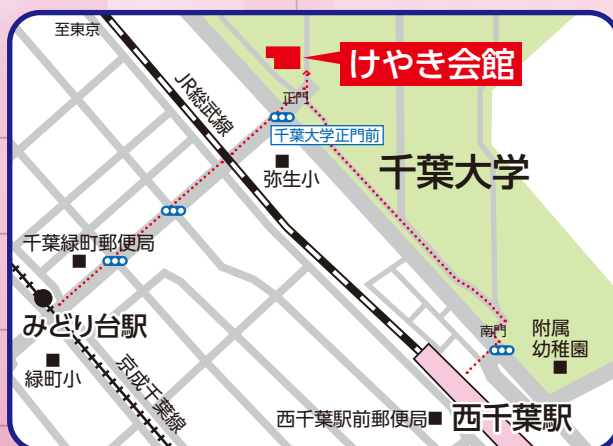 至東京
けやき会館
JR総武線
正門
千葉大学正門前
弥生小
千葉大学
千葉緑町郵便局
みどり台駅
緑町小
京成千葉線
南門
附属
幼稚園
西千葉駅前郵便局
西千葉駅